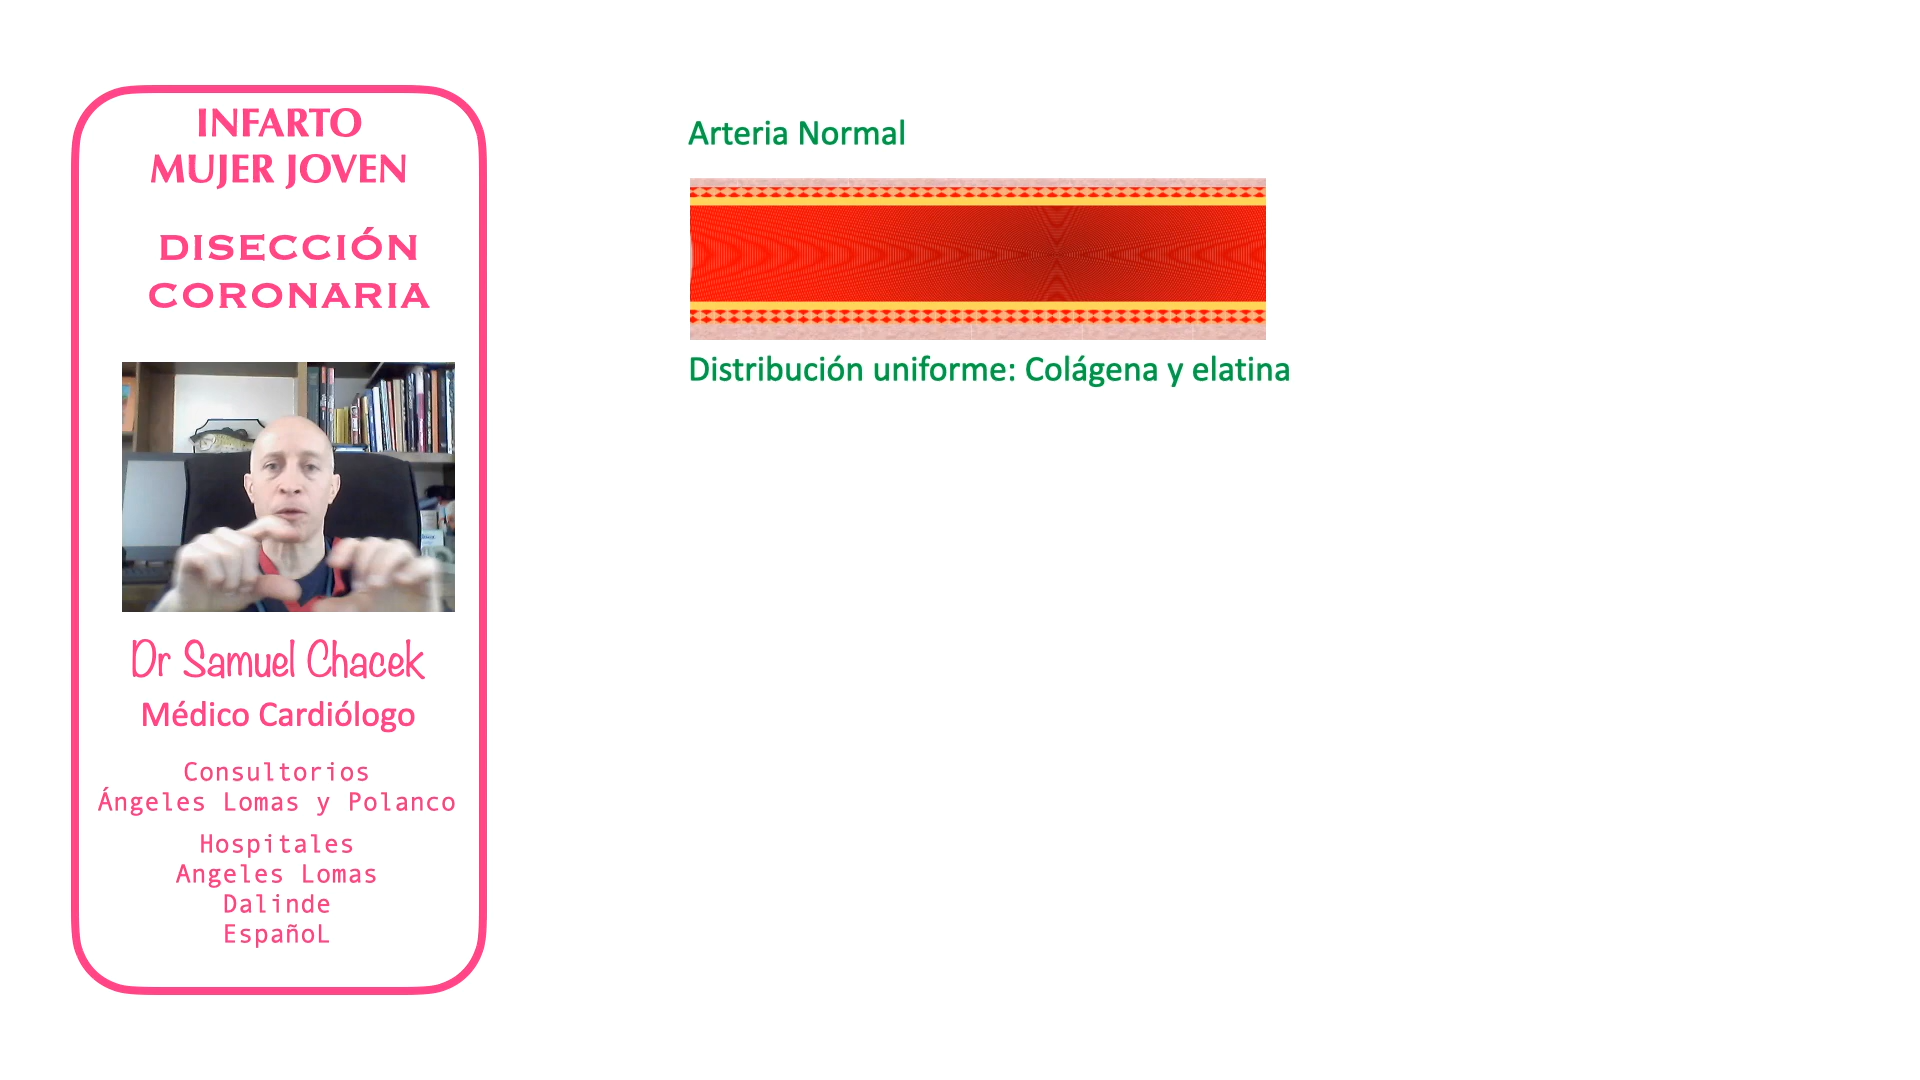 INFARTO
MUJER JOVEN
DISECCIÓN
CORONARIA
Dr Samuel Chacek
Médico Cardiólogo
Consultorios
Ángeles Lomas y Polanco
Hospitales
Angeles Lomas
Dalinde
EspañoL
Arteria Normal
Distribución uniforme: Colágena y elatina